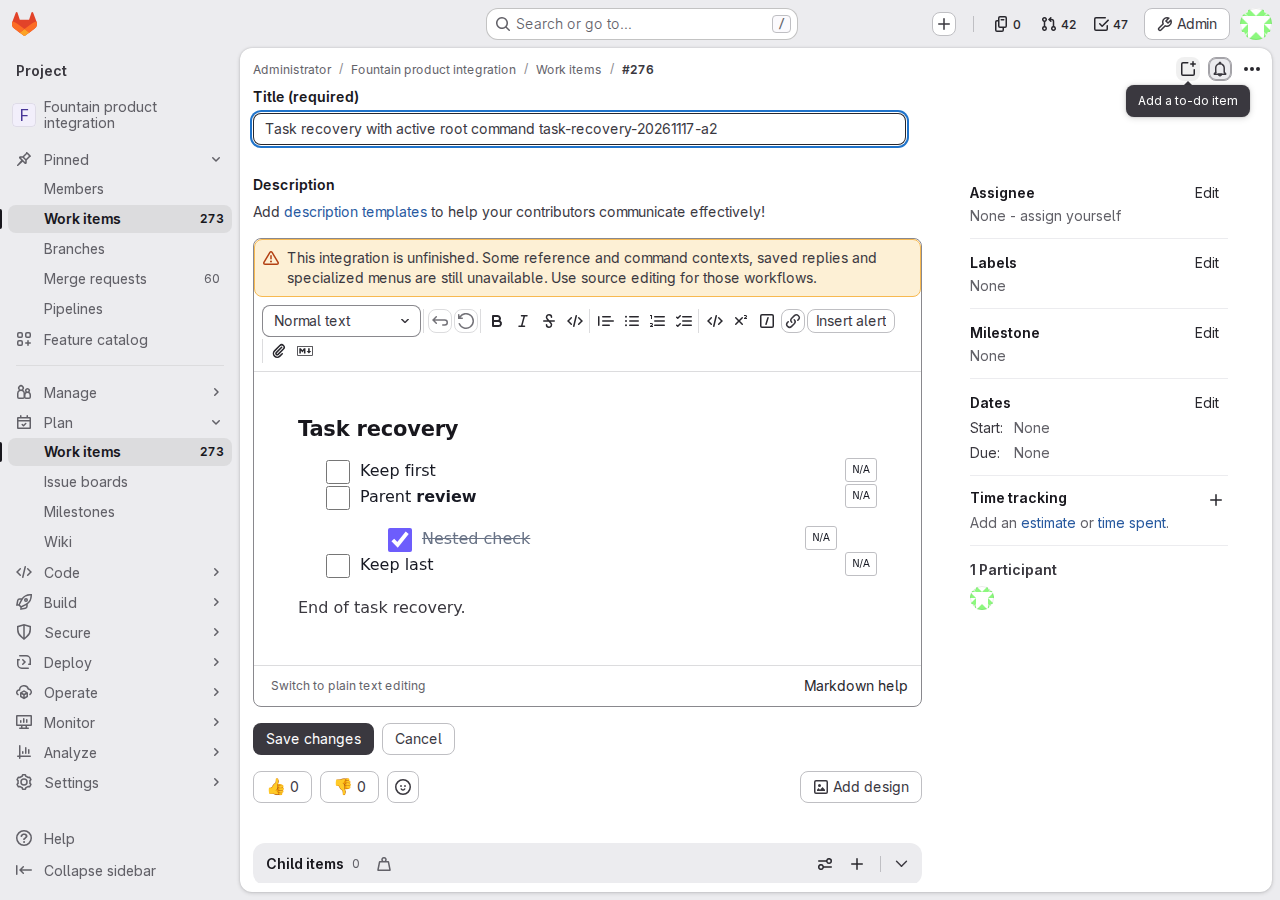 Search or go to...
/
0
42
47
Admin
Project
F
Fountain product integration
Pinned
Members
Work items 273
Branches
Merge requests 60
Pipelines
Feature catalog
Manage
Plan
Work items 273
Issue boards
Milestones
Wiki
Code
Build
Secure
Deploy
Operate
Monitor
Analyze
Settings
Help
Collapse sidebar
Administrator / Fountain product integration / Work items / #276
Add a to-do item
Title (required)
Task recovery with active root command task-recovery-20261117-a2
Description
Add description templates to help your contributors communicate effectively!
This integration is unfinished. Some reference and command contexts, saved replies and
specialized menus are still unavailable. Use source editing for those workflows.
Normal text
Insert alert
Task recovery
Keep first N/A
Parent review N/A
Nested check N/A
Keep last N/A
End of task recovery.
Switch to plain text editing
Markdown help
Save changes
Cancel
👍 0
👎 0
Add design
Child items 0
Assignee Edit
None - assign yourself
Labels Edit
None
Milestone Edit
None
Dates Edit
Start: None
Due: None
Time tracking
Add an estimate or time spent.
1 Participant